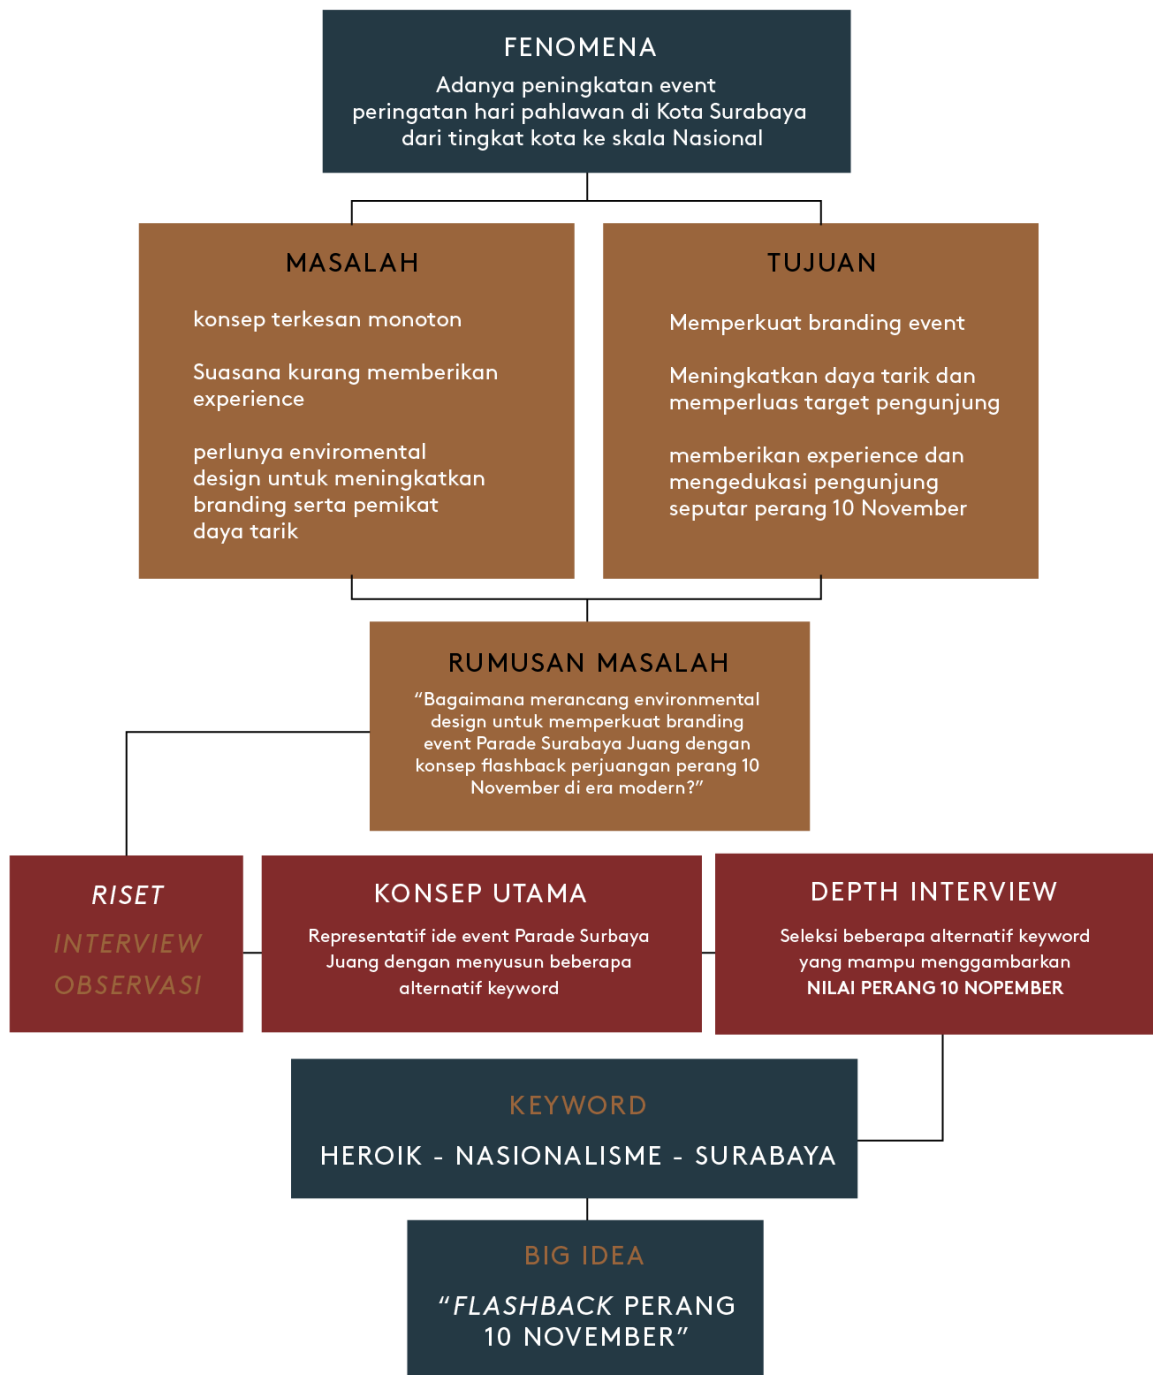 FENOMENA
Adanya peningkatan event
peringatan hari pahlawan di Kota Surabaya
dari tingkat kota ke skala Nasional
MASALAH
konsep terkesan monoton
Suasana kurang memberikan
experience
perlunya enviromental
design untuk meningkatkan
branding serta pemikat
daya tarik
TUJUAN
Memperkuat branding event
Meningkatkan daya tarik dan
memperluas target pengunjung
memberikan experience dan
mengedukasi pengunjung
seputar perang 10 November
RUMUSAN MASALAH
“Bagaimana merancang environmental
design untuk memperkuat branding
event Parade Surabaya Juang dengan
konsep flashback perjuangan perang 10
November di era modern?”
RISET
INTERVIEW
OBSERVASI
KONSEP UTAMA
Representatif ide event Parade Surbaya
Juang dengan menyusun beberapa
alternatif keyword
DEPTH INTERVIEW
Seleksi beberapa alternatif keyword
yang mampu menggambarkan
NILAI PERANG 10 NOPEMBER
KEYWORD
HEROIK - NASIONALISME - SURABAYA
BIG IDEA
“FLASHBACK PERANG
10 NOVEMBER”